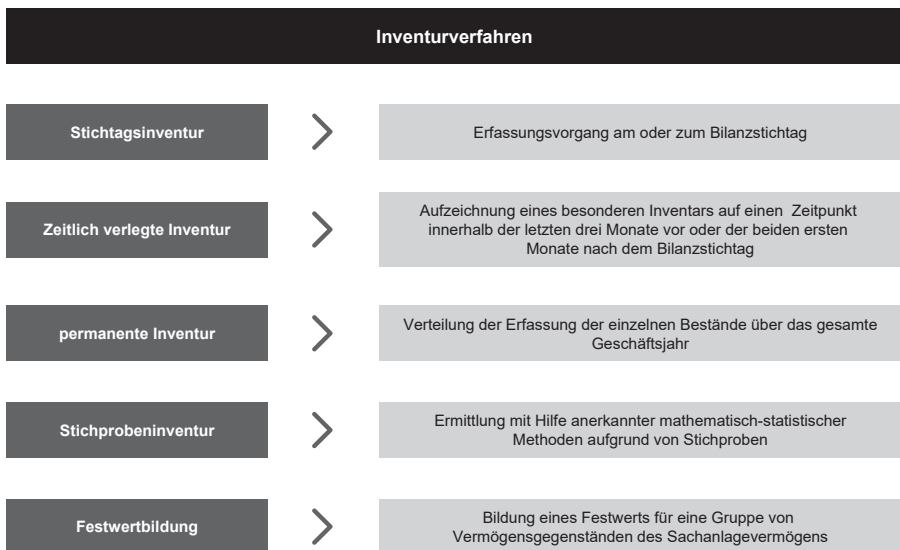 Inventurverfahren
Stichtagsinventur
Erfassungsvorgang am oder zum Bilanzstichtag
Zeitlich verlegte Inventur
Aufzeichnung eines besonderen Inventars auf einen Zeitpunkt
innerhalb der letzten drei Monate vor oder der beiden ersten
Monate nach dem Bilanzstichtag
permanente Inventur
Verteilung der Erfassung der einzelnen Bestände über das gesamte
Geschäftsjahr
Stichprobeninventur
Ermittlung mit Hilfe anerkannter mathematisch-statistischer
Methoden aufgrund von Stichproben
Festwertbildung
Bildung eines Festwerts für eine Gruppe von
Vermögensgegenständen des Sachanlagevermögens